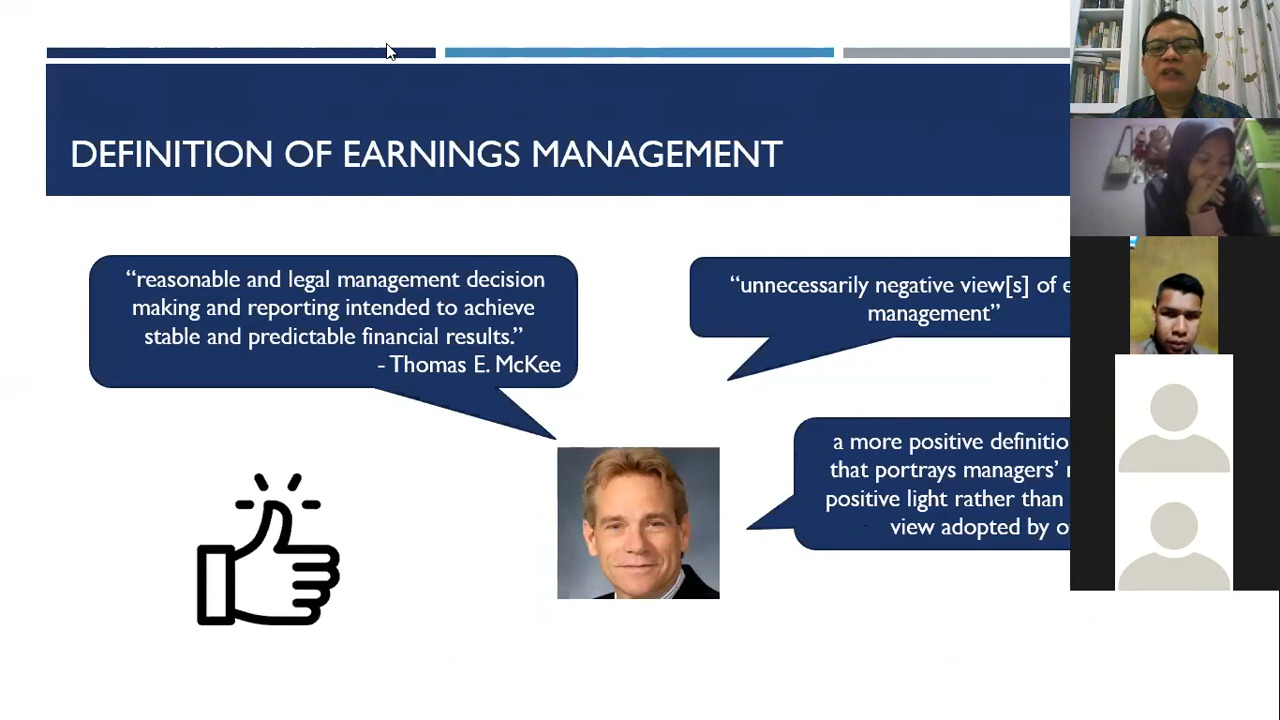 DEFINITION OF EARNINGS MANAGEMENT
“reasonable and legal management decision
making and reporting intended to achieve
stable and predictable financial results.”
- Thomas E. McKee
“unnecessarily negative view[s] of e
management”
a more positive definitio
that portrays managers’
positive light rather than
view adopted by o